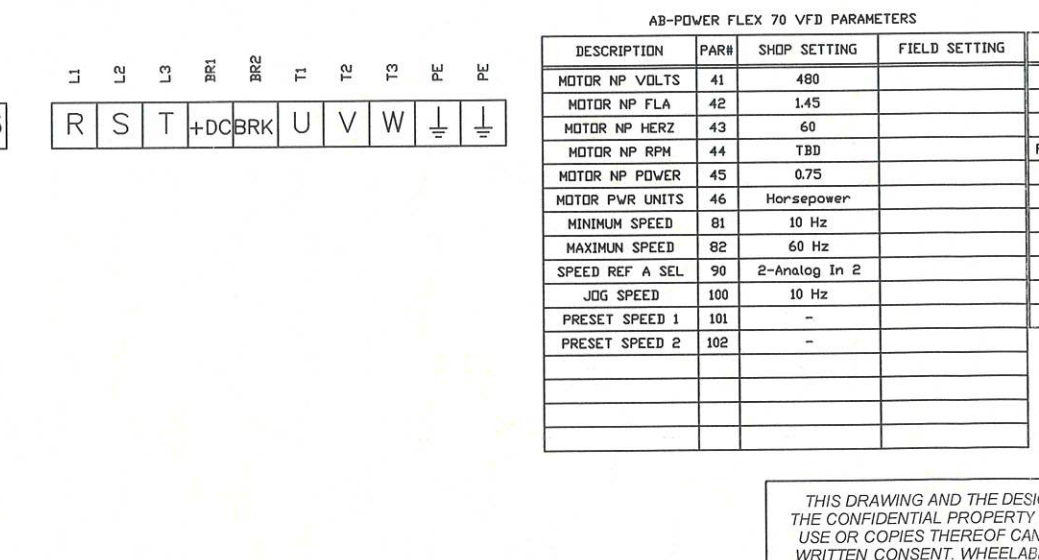 AB-POWER FLEX 70 VFD PARAMETERS
L1 L2 L3 BR1 BR2 T1 T2 T3 PE PE
R S T +DC BRK U V W
DESCRIPTION PAR# SHOP SETTING FIELD SETTING
MOTOR NP VOLTS 41 480
MOTOR NP FLA 42 1.45
MOTOR NP HERZ 43 60
MOTOR NP RPM 44 TBD
MOTOR NP POWER 45 0.75
MOTOR PWR UNITS 46 Horsepower
MINIMUM SPEED 81 10 Hz
MAXIMUN SPEED 82 60 Hz
SPEED REF A SEL 90 2-Analog In 2
JOG SPEED 100 10 Hz
PRESET SPEED 1 101 -
PRESET SPEED 2 102 -
THIS DRAWING AND THE DESI
THE CONFIDENTIAL PROPERTY
USE OR COPIES THEREOF CAN
WRITTEN CONSENT. WHEELAB